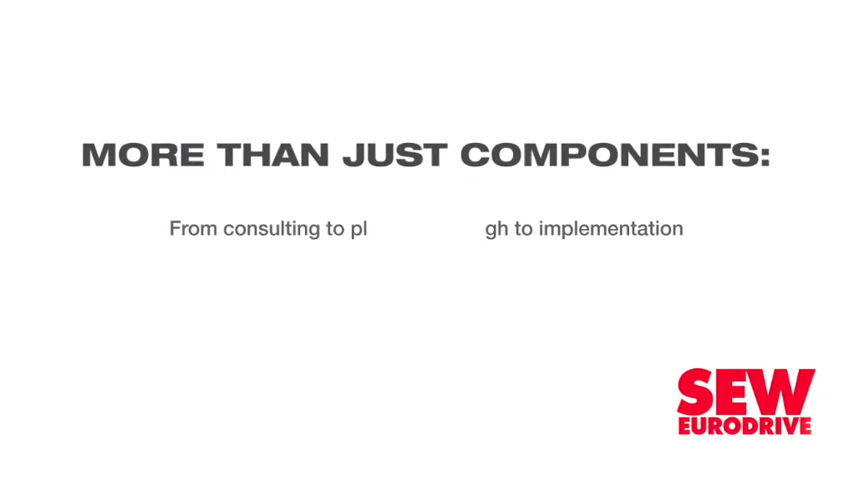 MORE THAN JUST COMPONENTS:
From consulting to pl gh to implementation
SEW
EURODRIVE